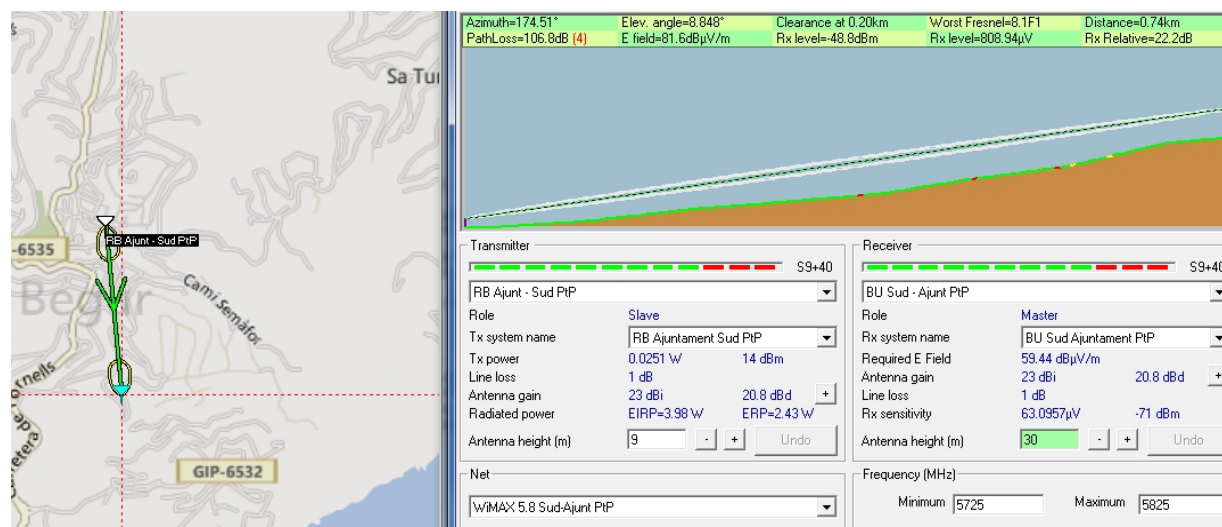 Sa Tu
RB Ajunt - Sud PtP
-6535
Begur
Camí Semàfor
ornells
Carretera de
GIP-6532
Azimuth=174.51° Elev. angle=8.848° Clearance at 0.20km Worst Fresnel=8.1F1 Distance=0.74km
PathLoss=106.8dB (4) E field=81.6dBµV/m Rx level=-48.8dBm Rx level=808.94µV Rx Relative=22.2dB
Transmitter
S9+40
RB Ajunt - Sud PtP
Role Slave
Tx system name RB Ajuntament Sud PtP
Tx power 0.0251 W 14 dBm
Line loss 1 dB
Antenna gain 23 dBi 20.8 dBd +
Radiated power EIRP=3.98 W ERP=2.43 W
Antenna height (m) 9 - + Undo
Net
WiMAX 5.8 Sud-Ajunt PtP
Receiver
S9+40
BU Sud - Ajunt PtP
Role Master
Rx system name BU Sud Ajuntament PtP
Required E Field 59.44 dBµV/m
Antenna gain 23 dBi 20.8 dBd +
Line loss 1 dB
Rx sensitivity 63.0957µV -71 dBm
Antenna height (m) 30 - + Undo
Frequency (MHz)
Minimum 5725 Maximum 5825